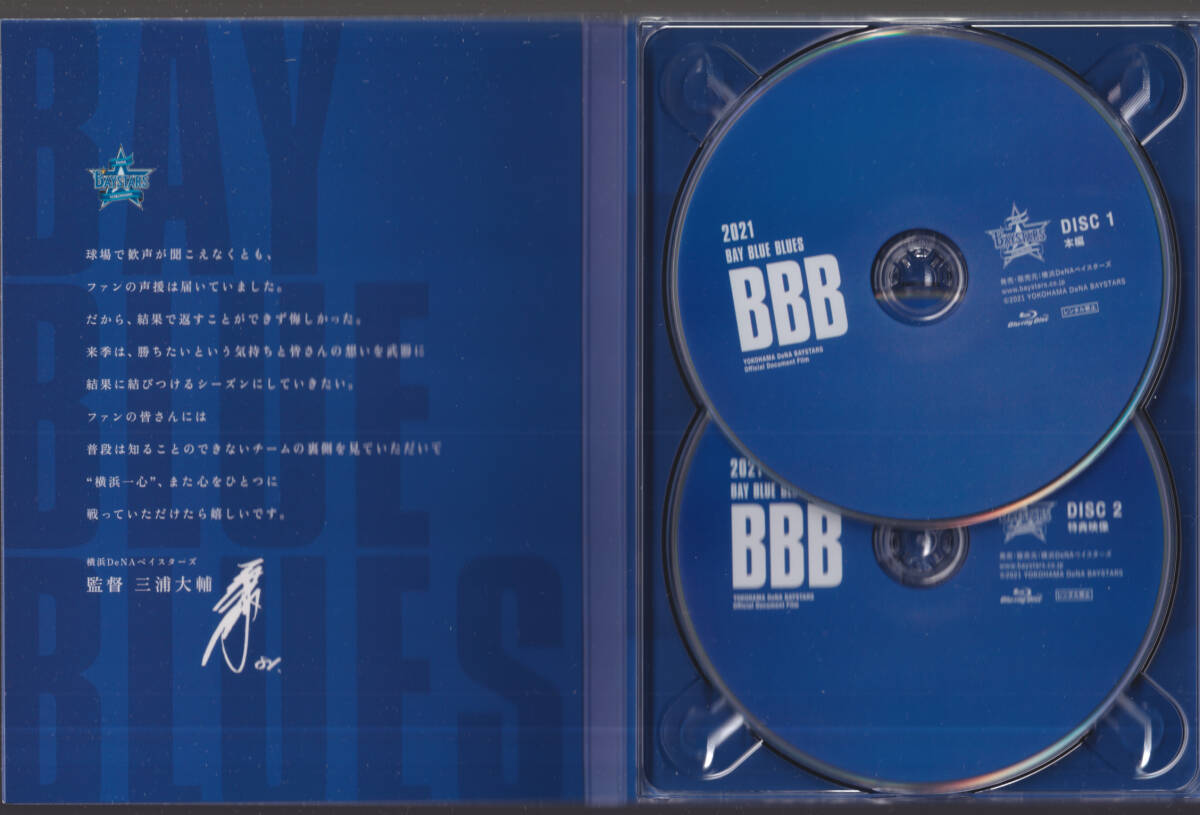 BAY
BLUE
BLUES
BAYSTARS
球場で歓声が聞こえなくとも、
ファンの声援は届いていました。
だから、結果で返すことができず悔しかった。
来季は、勝ちたいという気持ちと皆さんの想いを武器に
結果に結びつけるシーズンにしていきたい。
ファンの皆さんには
普段は知ることのできないチームの裏側を見ていただいて
“横浜一心”、また心をひとつに
戦っていただけたら嬉しいです。
横浜DeNAベイスターズ
監督 三浦大輔
2021
BAY BLUE BLUES
BBB
YOKOHAMA DeNA BAYSTARS
Official Document Film
BAYSTARS
DISC 1
本編
発売・販売元:横浜DeNAベイスターズ
www.baystars.co.jp
©2021 YOKOHAMA DeNA BAYSTARS
Blu-ray Disc
レンタル禁止
2021
BAY BLUE BLUES
BBB
YOKOHAMA DeNA BAYSTARS
Official Document Film
DISC 2
特典映像
発売・販売元:横浜DeNAベイスターズ
www.baystars.co.jp
©2021 YOKOHAMA DeNA BAYSTARS
Blu-ray Disc
レンタル禁止